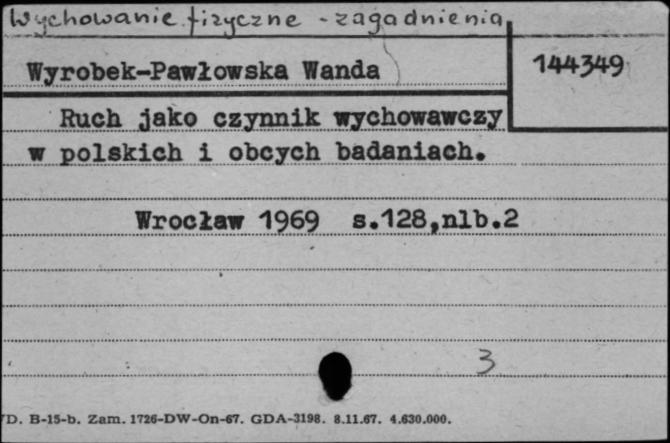 Wychowanie fizyczne - zagadnienia
Wyrobek-Pawłowska Wanda
144349
Ruch jako czynnik wychowawczy
w polskich i obcych badaniach.
Wrocław 1969 s.128,nlb.2
3
D. B-15-b. Zam. 1726-DW-On-67. GDA-3198. 8.11.67. 4.630.000.